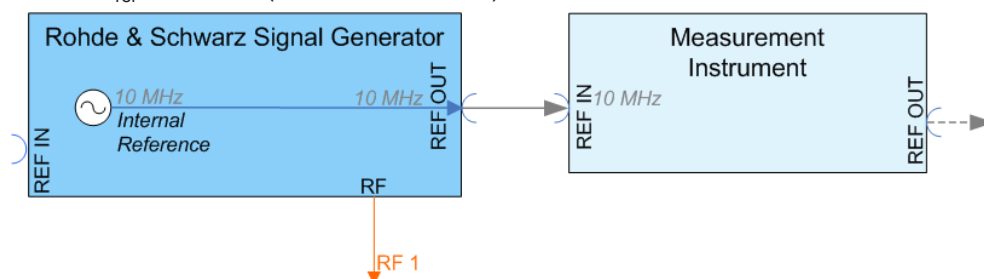 Rohde & Schwarz Signal Generator
Measurement
Instrument
10 MHz
10 MHz
Internal
Reference
REF IN
REF OUT
RF
RF 1
REF IN
10 MHz
REF OUT